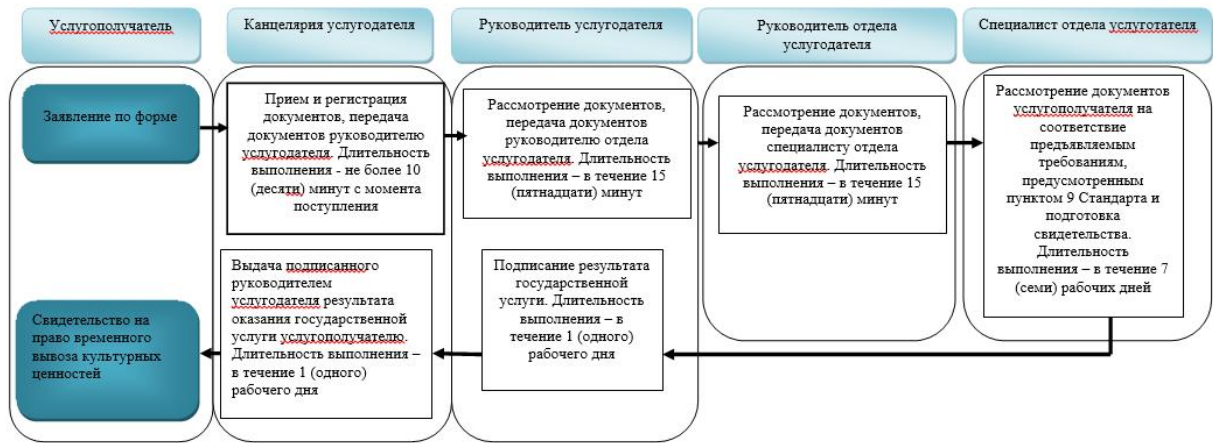 Услугополучатель
Канцелярия услугодателя
Руководитель услугодателя
Руководитель отдела
услугодателя
Специалист отдела услуготателя
Заявление по форме
Прием и регистрация
документов, передача
документов руководителю
услугодателя. Длительность
выполнения - не более 10
(десяти) минут с момента
поступления
Рассмотрение документов,
передача документов
руководителю отдела
услугодателя. Длительность
выполнения – в течение 15
(пятнадцати) минут
Рассмотрение документов,
передача документов
специалисту отдела
услугодателя. Длительность
выполнения – в течение 15
(пятнадцати) минут
Рассмотрение документов
услугополучателя на
соответствие
предъявляемым
требованиям,
предусмотренным
пунктом 9 Стандарта и
подготовка
свидетельства.
Длительность
выполнения – в течение 7
(семи) рабочих дней
Подписание результата
государственной
услуги. Длительность
выполнения – в
течение 1 (одного)
рабочего дня
Выдача подписанного
руководителем
услугодателя результата
оказания государственной
услуги услугополучателю.
Длительность выполнения –
в течение 1 (одного)
рабочего дня
Свидетельство на
право временного
вывоза культурных
ценностей